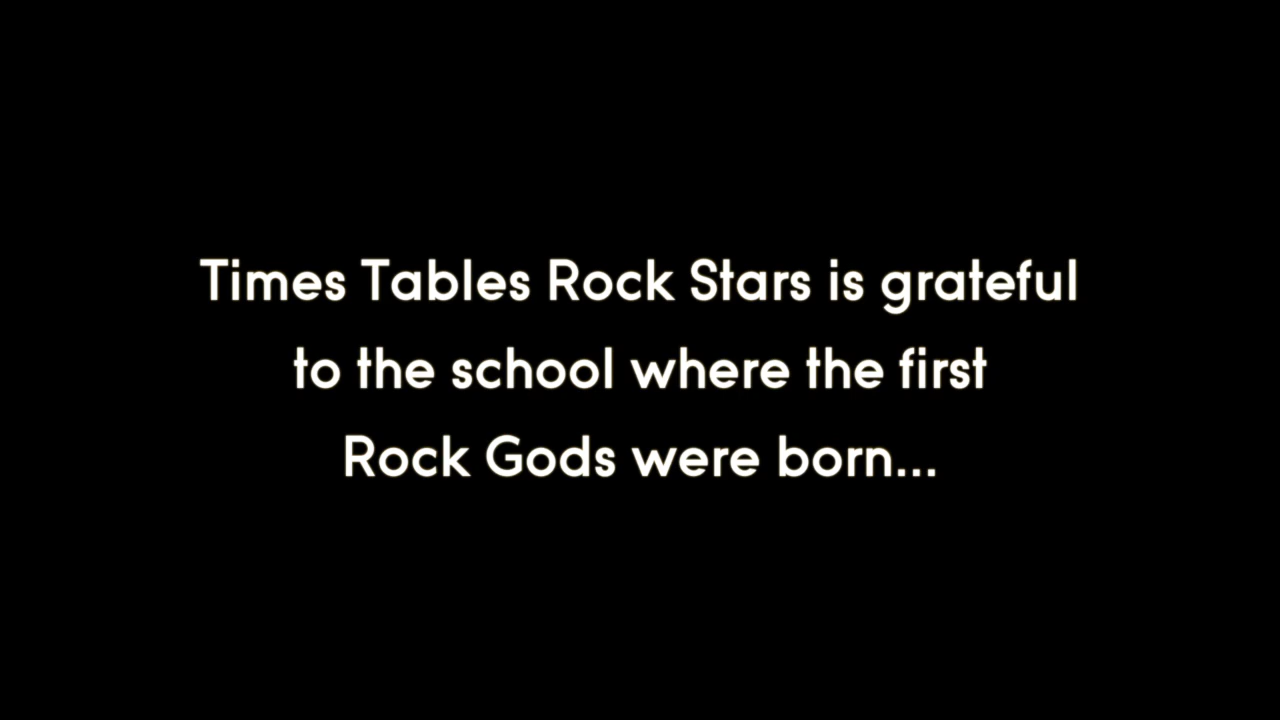 Times Tables Rock Stars is grateful
to the school where the first
Rock Gods were born...